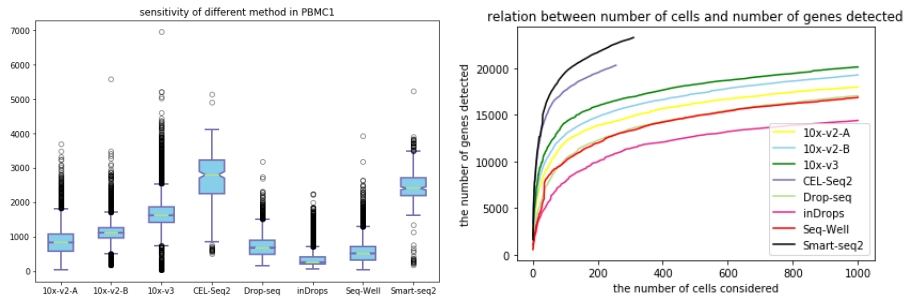 sensitivity of different method in PBMC1
7000
6000
5000
4000
3000
2000
1000
0
10x-v2-A 10x-v2-B 10x-v3 CEL-Seq2 Drop-seq inDrops Seq-Well Smart-seq2
relation between number of cells and number of genes detected
the number of genes detected
20000
15000
10000
5000
0
10x-v2-A
10x-v2-B
10x-v3
CEL-Seq2
Drop-seq
inDrops
Seq-Well
Smart-seq2
0 200 400 600 800 1000
the number of cells considered